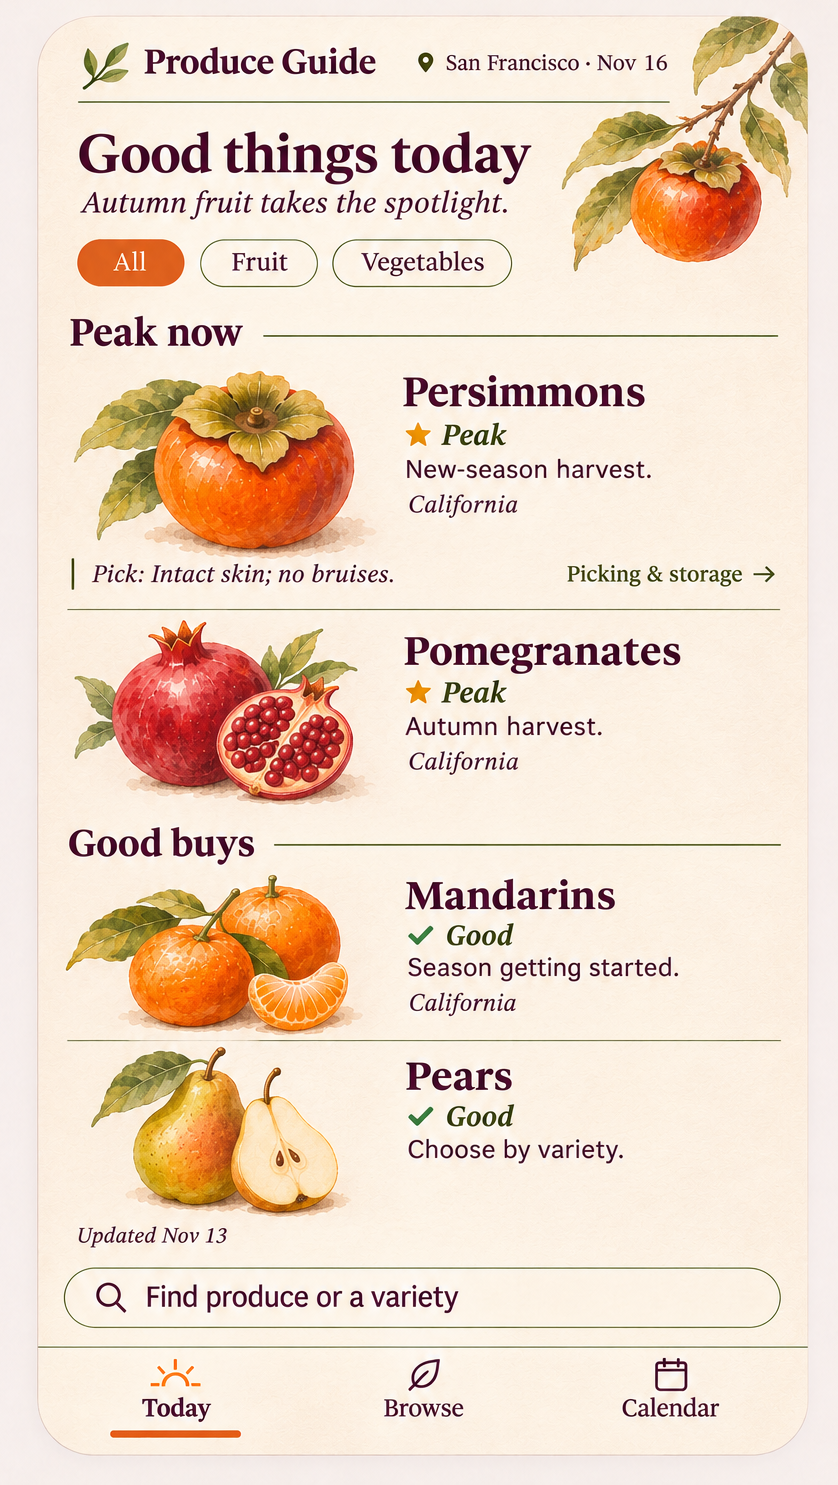 Produce Guide
San Francisco · Nov 16
Good things today
Autumn fruit takes the spotlight.
All
Fruit
Vegetables
Peak now
Persimmons
Peak
New-season harvest.
California
Pick: Intact skin; no bruises.
Picking & storage →
Pomegranates
Peak
Autumn harvest.
California
Good buys
Mandarins
Good
Season getting started.
California
Pears
Good
Choose by variety.
Updated Nov 13
Find produce or a variety
Today
Browse
Calendar